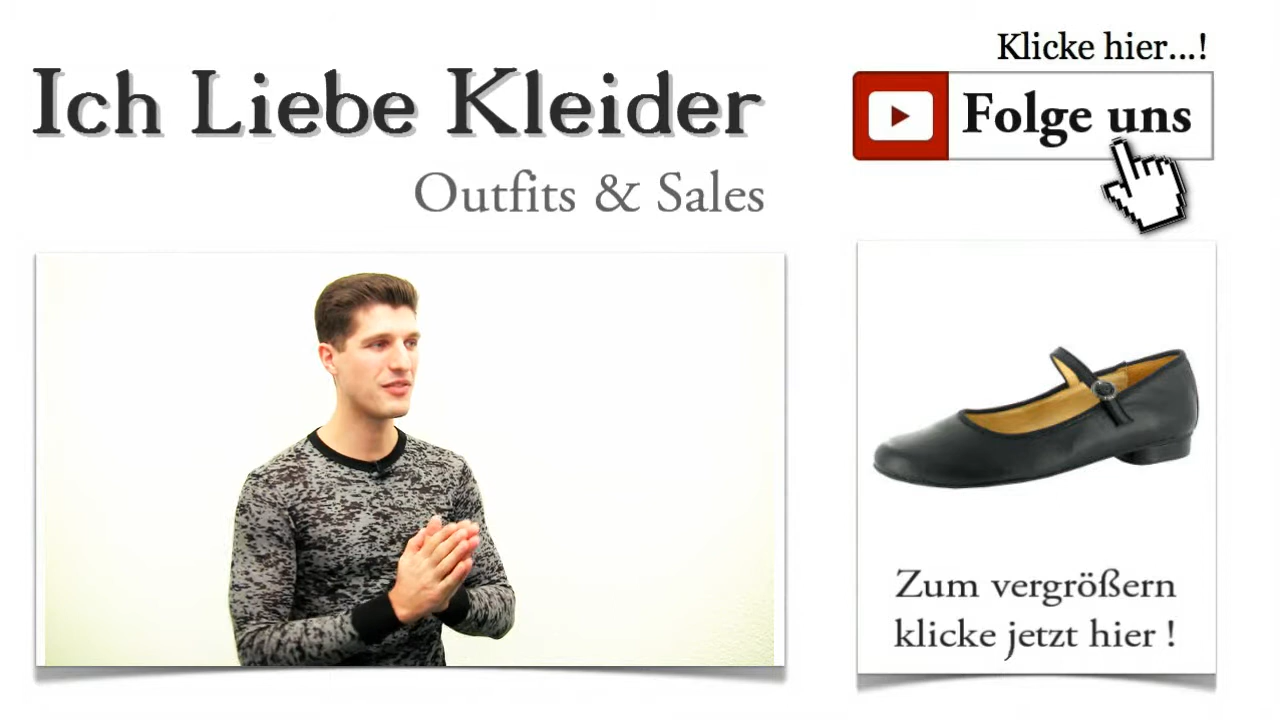 Ich Liebe Kleider
Outfits & Sales
Klicke hier...!
Folge uns
Zum vergrößern
klicke jetzt hier !